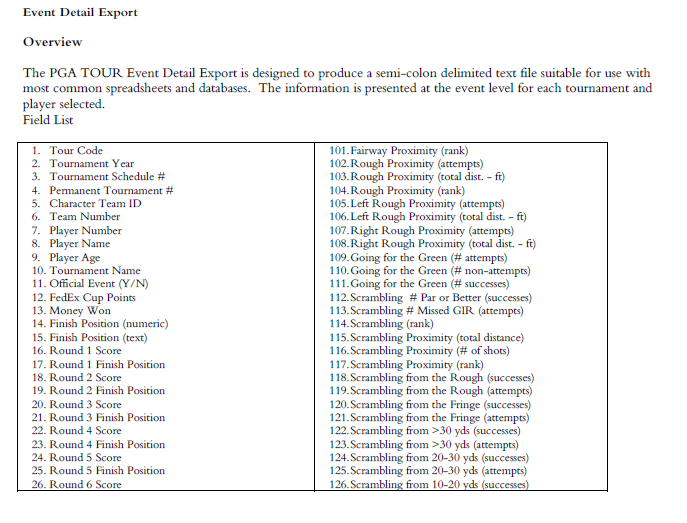 Event Detail Export
Overview
The PGA TOUR Event Detail Export is designed to produce a semi-colon delimited text file suitable for use with
most common spreadsheets and databases. The information is presented at the event level for each tournament and
player selected.
Field List
1. Tour Code
2. Tournament Year
3. Tournament Schedule #
4. Permanent Tournament #
5. Character Team ID
6. Team Number
7. Player Number
8. Player Name
9. Player Age
10. Tournament Name
11. Official Event (Y/N)
12. FedEx Cup Points
13. Money Won
14. Finish Position (numeric)
15. Finish Position (text)
16. Round 1 Score
17. Round 1 Finish Position
18. Round 2 Score
19. Round 2 Finish Position
20. Round 3 Score
21. Round 3 Finish Position
22. Round 4 Score
23. Round 4 Finish Position
24. Round 5 Score
25. Round 5 Finish Position
26. Round 6 Score
101. Fairway Proximity (rank)
102. Rough Proximity (attempts)
103. Rough Proximity (total dist. - ft)
104. Rough Proximity (rank)
105. Left Rough Proximity (attempts)
106. Left Rough Proximity (total dist. - ft)
107. Right Rough Proximity (attempts)
108. Right Rough Proximity (total dist. - ft)
109. Going for the Green (# attempts)
110. Going for the Green (# non-attempts)
111. Going for the Green (# successes)
112. Scrambling # Par or Better (successes)
113. Scrambling # Missed GIR (attempts)
114. Scrambling (rank)
115. Scrambling Proximity (total distance)
116. Scrambling Proximity (# of shots)
117. Scrambling Proximity (rank)
118. Scrambling from the Rough (successes)
119. Scrambling from the Rough (attempts)
120. Scrambling from the Fringe (successes)
121. Scrambling from the Fringe (attempts)
122. Scrambling from >30 yds (successes)
123. Scrambling from >30 yds (attempts)
124. Scrambling from 20-30 yds (successes)
125. Scrambling from 20-30 yds (attempts)
126. Scrambling from 10-20 yds (successes)